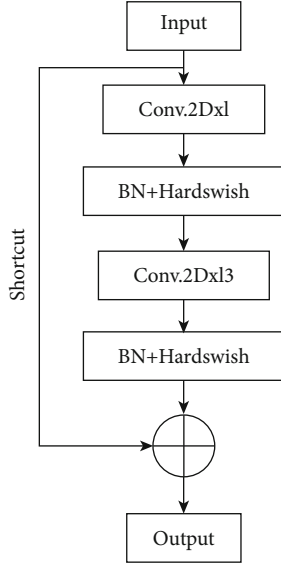 Input
Conv.2Dxl
BN+Hardswish
Shortcut
Conv.2Dxl3
BN+Hardswish
Output